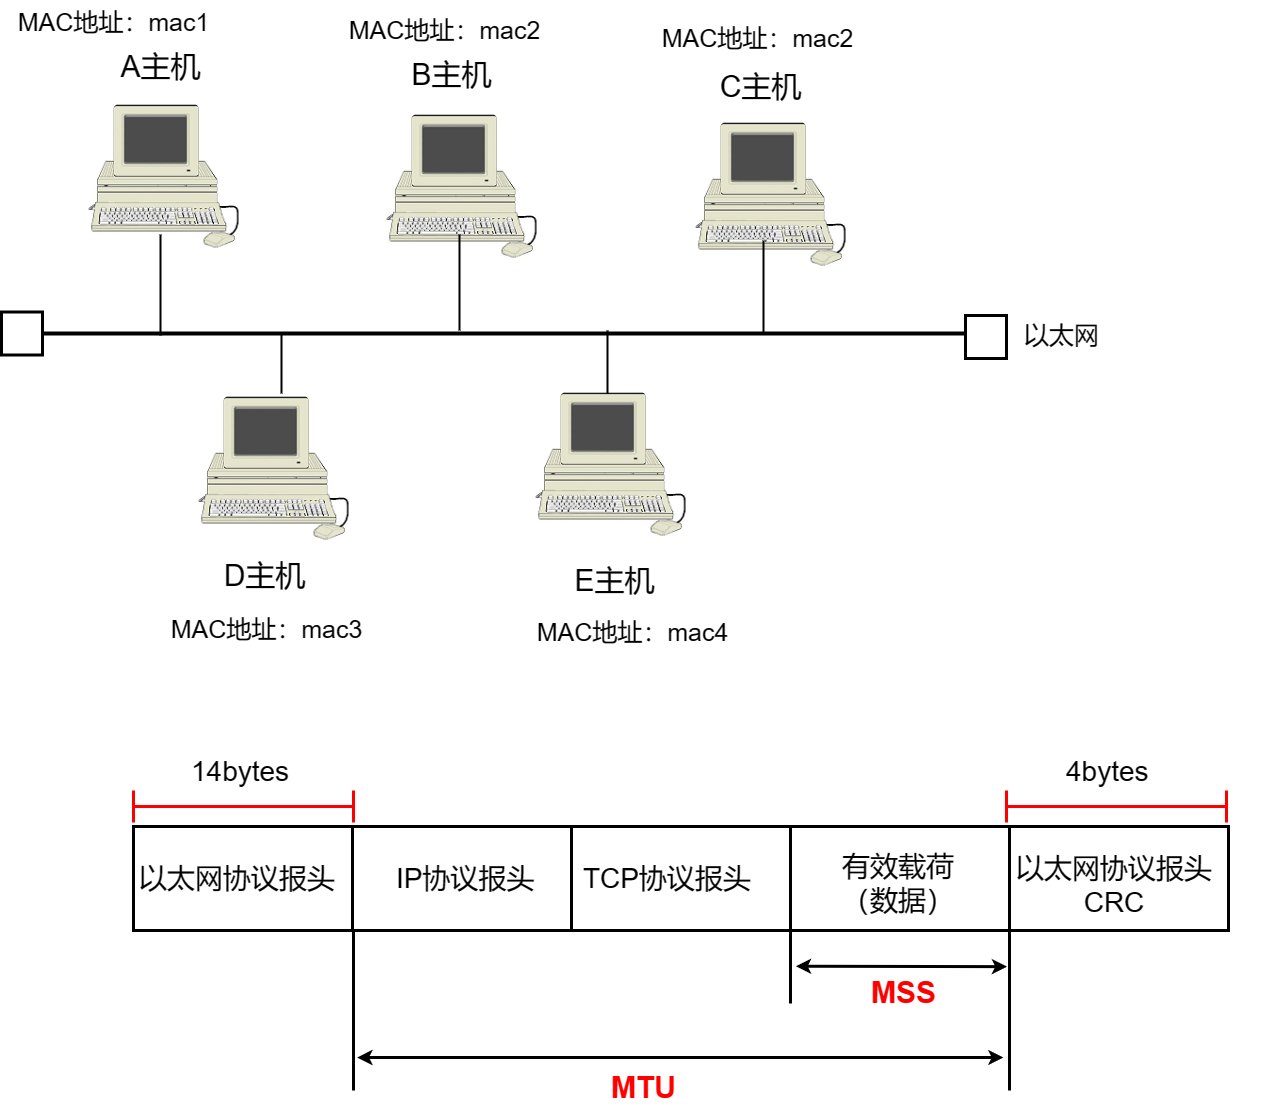 MAC地址：mac1
MAC地址：mac2
MAC地址：mac2
A主机
B主机
C主机
以太网
D主机
E主机
MAC地址：mac3
MAC地址：mac4
14bytes
4bytes
以太网协议报头
IP协议报头
TCP协议报头
有效载荷
（数据）
以太网协议报头
CRC
MSS
MTU